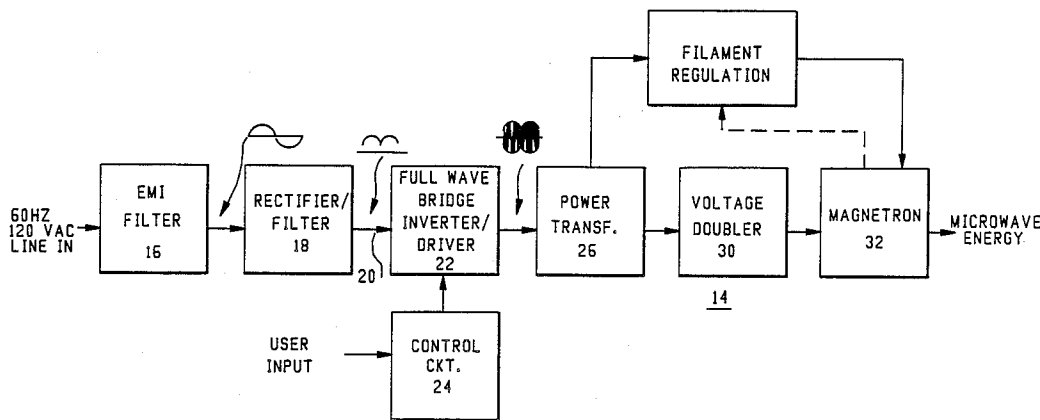 FILAMENT
REGULATION
60HZ
120 VAC
LINE IN
EMI
FILTER
16
RECTIFIER/
FILTER
18
20
FULL WAVE
BRIDGE
INVERTER/
DRIVER
22
POWER
TRANSF.
26
VOLTAGE
DOUBLER
30
MAGNETRON
32
MICROWAVE
ENERGY
14
USER
INPUT
CONTROL
CKT.
24